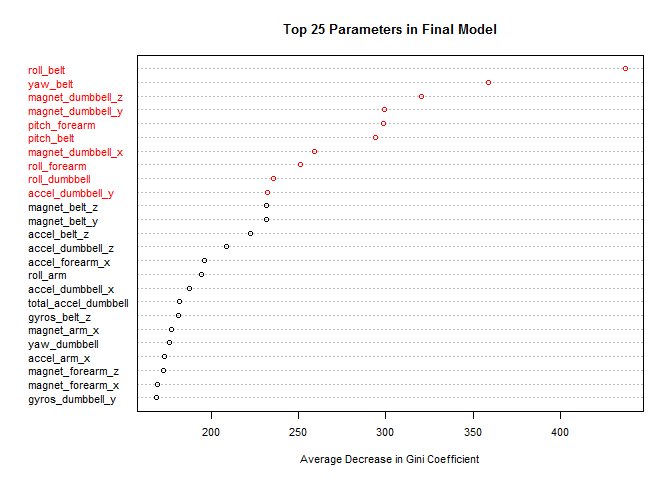 Top 25 Parameters in Final Model
roll_belt
yaw_belt
magnet_dumbbell_z
magnet_dumbbell_y
pitch_forearm
pitch_belt
magnet_dumbbell_x
roll_forearm
roll_dumbbell
accel_dumbbell_y
magnet_belt_z
magnet_belt_y
accel_belt_z
accel_dumbbell_z
accel_forearm_x
roll_arm
accel_dumbbell_x
total_accel_dumbbell
gyros_belt_z
magnet_arm_x
yaw_dumbbell
accel_arm_x
magnet_forearm_z
magnet_forearm_x
gyros_dumbbell_y
200 250 300 350 400
Average Decrease in Gini Coefficient